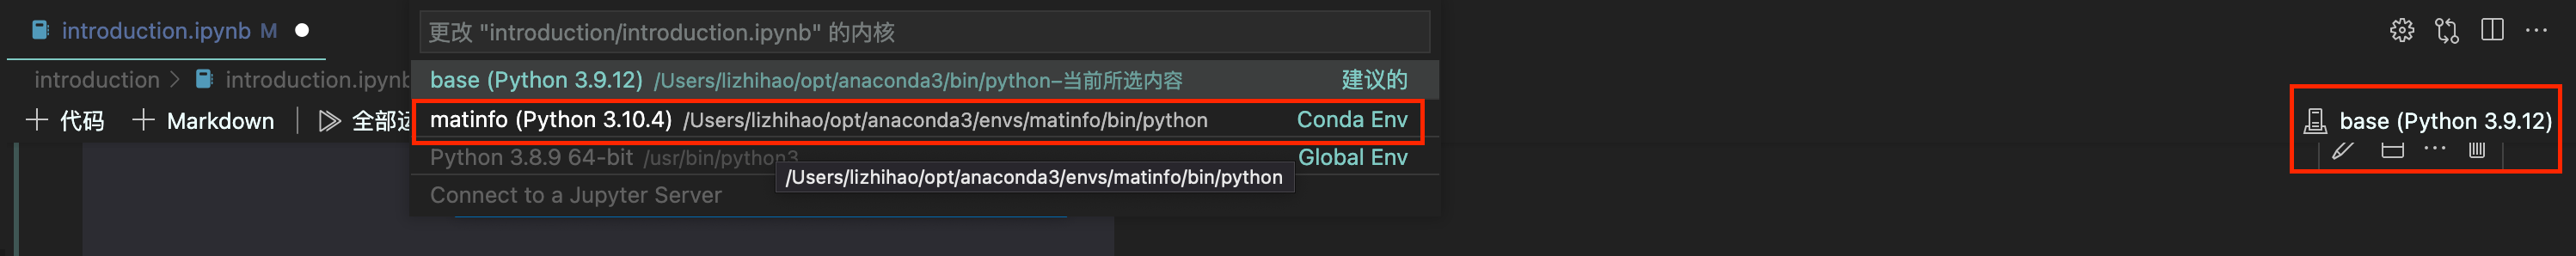 introduction.ipynb M
更改 "introduction/introduction.ipynb" 的内核
introduction > introduction.ipynb
base (Python 3.9.12) /Users/lizhihao/opt/anaconda3/bin/python–当前所选内容 建议的
+ 代码 + Markdown 全部运
matinfo (Python 3.10.4) /Users/lizhihao/opt/anaconda3/envs/matinfo/bin/python Conda Env
base (Python 3.9.12)
Python 3.8.9 64-bit /usr/bin/python3 Global Env
/Users/lizhihao/opt/anaconda3/envs/matinfo/bin/python
Connect to a Jupyter Server